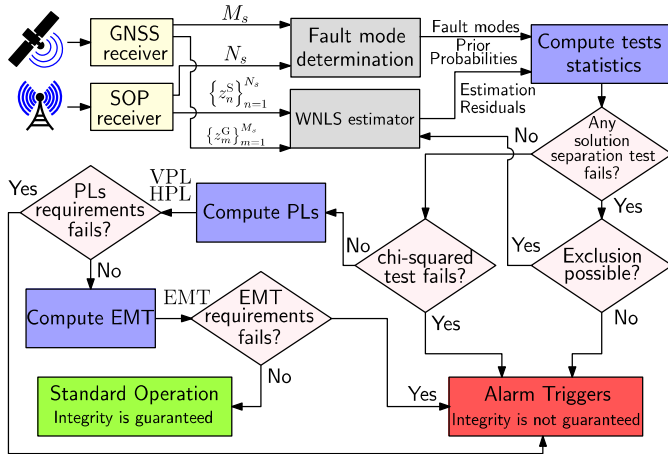 GNSS
receiver
M_s
N_s
Fault mode
determination
Fault modes
Prior
Probabilities
Compute tests
statistics
SOP
receiver
{z_n^S}_{n=1}^{N_s}
{z_m^G}_{m=1}^{M_s}
WNLS estimator
Estimation
Residuals
No
Any
solution
separation test
fails?
Yes
Yes
PLs
requirements
fails?
VPL
HPL
Compute PLs
No
chi-squared
test fails?
Yes
Exclusion
possible?
No
Compute EMT
EMT
EMT
requirements
fails?
Yes
No
No
Standard Operation
Integrity is guaranteed
Yes
Alarm Triggers
Integrity is not guaranteed